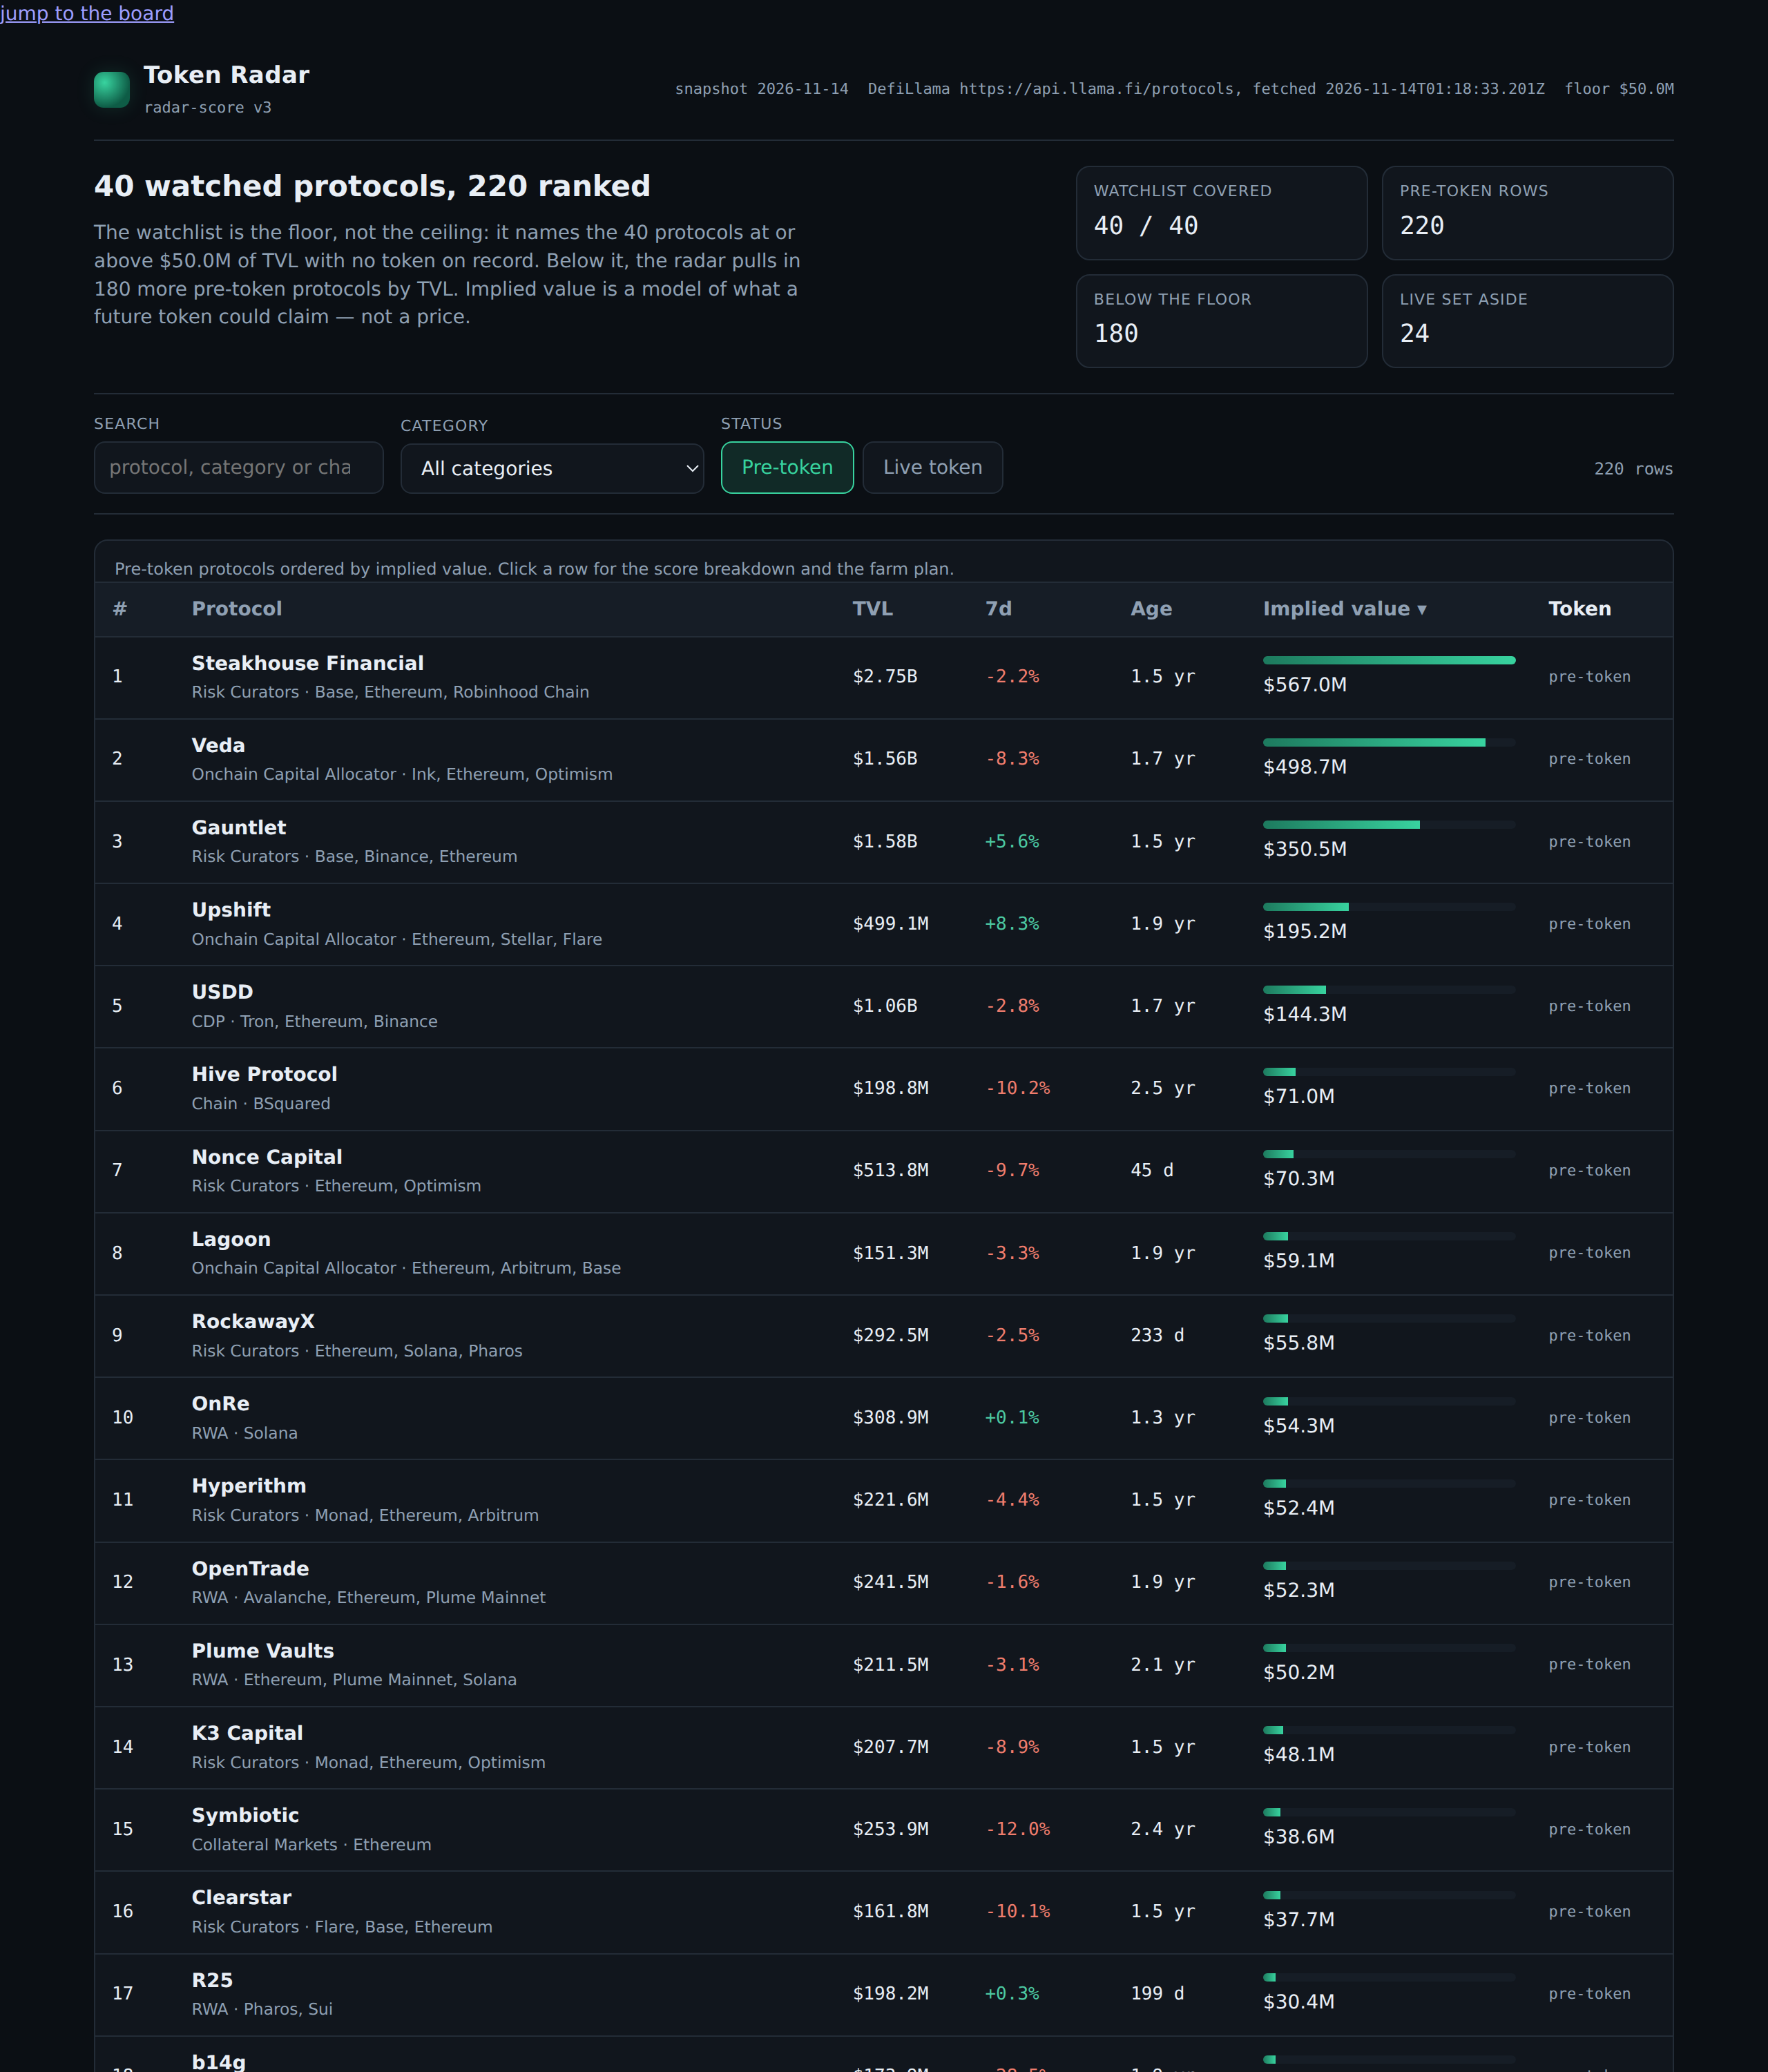 jump to the board
Token Radar
radar-score v3
snapshot 2026-11-14 DefiLlama https://api.llama.fi/protocols, fetched 2026-11-14T01:18:33.201Z floor $50.0M
40 watched protocols, 220 ranked
The watchlist is the floor, not the ceiling: it names the 40 protocols at or
above $50.0M of TVL with no token on record. Below it, the radar pulls in
180 more pre-token protocols by TVL. Implied value is a model of what a
future token could claim — not a price.
WATCHLIST COVERED
40 / 40
PRE-TOKEN ROWS
220
BELOW THE FLOOR
180
LIVE SET ASIDE
24
SEARCH
protocol, category or cha
CATEGORY
All categories
STATUS
Pre-token
Live token
220 rows
Pre-token protocols ordered by implied value. Click a row for the score breakdown and the farm plan.
# Protocol TVL 7d Age Implied value ▾ Token
1 Steakhouse Financial $2.75B -2.2% 1.5 yr $567.0M pre-token
Risk Curators · Base, Ethereum, Robinhood Chain
2 Veda $1.56B -8.3% 1.7 yr $498.7M pre-token
Onchain Capital Allocator · Ink, Ethereum, Optimism
3 Gauntlet $1.58B +5.6% 1.5 yr $350.5M pre-token
Risk Curators · Base, Binance, Ethereum
4 Upshift $499.1M +8.3% 1.9 yr $195.2M pre-token
Onchain Capital Allocator · Ethereum, Stellar, Flare
5 USDD $1.06B -2.8% 1.7 yr $144.3M pre-token
CDP · Tron, Ethereum, Binance
6 Hive Protocol $198.8M -10.2% 2.5 yr $71.0M pre-token
Chain · BSquared
7 Nonce Capital $513.8M -9.7% 45 d $70.3M pre-token
Risk Curators · Ethereum, Optimism
8 Lagoon $151.3M -3.3% 1.9 yr $59.1M pre-token
Onchain Capital Allocator · Ethereum, Arbitrum, Base
9 RockawayX $292.5M -2.5% 233 d $55.8M pre-token
Risk Curators · Ethereum, Solana, Pharos
10 OnRe $308.9M +0.1% 1.3 yr $54.3M pre-token
RWA · Solana
11 Hyperithm $221.6M -4.4% 1.5 yr $52.4M pre-token
Risk Curators · Monad, Ethereum, Arbitrum
12 OpenTrade $241.5M -1.6% 1.9 yr $52.3M pre-token
RWA · Avalanche, Ethereum, Plume Mainnet
13 Plume Vaults $211.5M -3.1% 2.1 yr $50.2M pre-token
RWA · Ethereum, Plume Mainnet, Solana
14 K3 Capital $207.7M -8.9% 1.5 yr $48.1M pre-token
Risk Curators · Monad, Ethereum, Optimism
15 Symbiotic $253.9M -12.0% 2.4 yr $38.6M pre-token
Collateral Markets · Ethereum
16 Clearstar $161.8M -10.1% 1.5 yr $37.7M pre-token
Risk Curators · Flare, Base, Ethereum
17 R25 $198.2M +0.3% 199 d $30.4M pre-token
RWA · Pharos, Sui
b14g